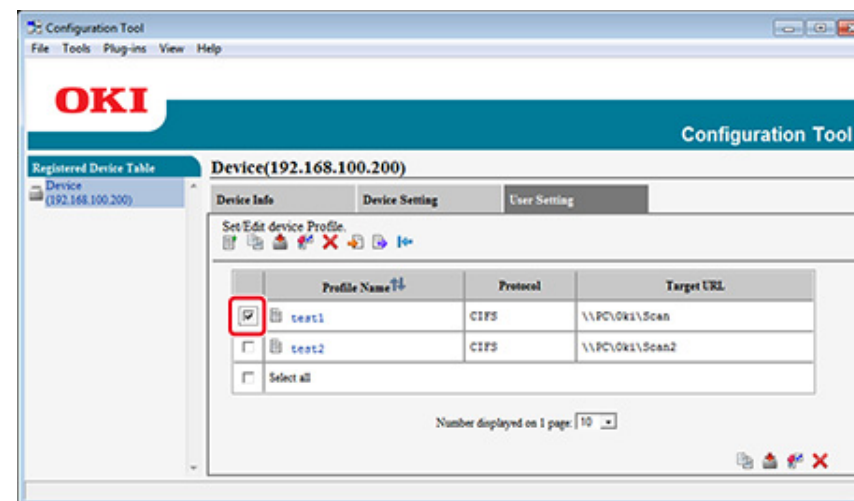 Configuration Tool
File Tools Plug-ins View Help
OKI
Configuration Tool
Registered Device Table
Device
(192.168.100.200)
Device(192.168.100.200)
Device Info Device Setting User Setting
Set/Edit device Profile.
Profile Name Protocol Target URL
test1 CIFS \\PC\Oki\Scan
test2 CIFS \\PC\Oki\Scan2
Select all
Number displayed on 1 page: 10